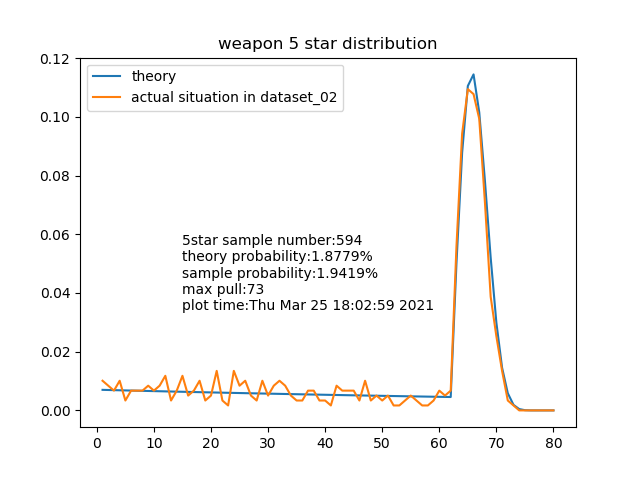 weapon 5 star distribution
0.12
0.10
0.08
0.06
0.04
0.02
0.00
theory
actual situation in dataset_02
5star sample number:594
theory probability:1.8779%
sample probability:1.9419%
max pull:73
plot time:Thu Mar 25 18:02:59 2021
0 10 20 30 40 50 60 70 80